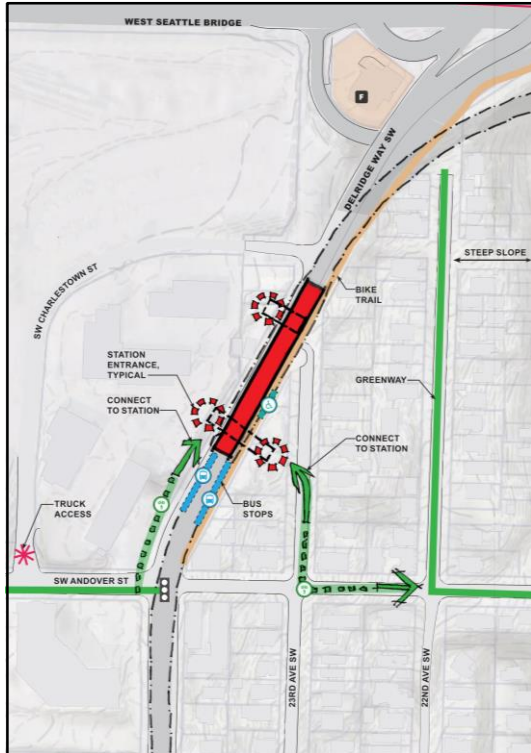 WEST SEATTLE BRIDGE
F
DELRIDGE WAY SW
STEEP SLOPE
SW CHARLESTOWN ST
BIKE
TRAIL
STATION
ENTRANCE,
TYPICAL
GREENWAY
CONNECT
TO STATION
CONNECT
TO STATION
TRUCK
ACCESS
BUS
STOPS
SW ANDOVER ST
23RD AVE SW
22ND AVE SW